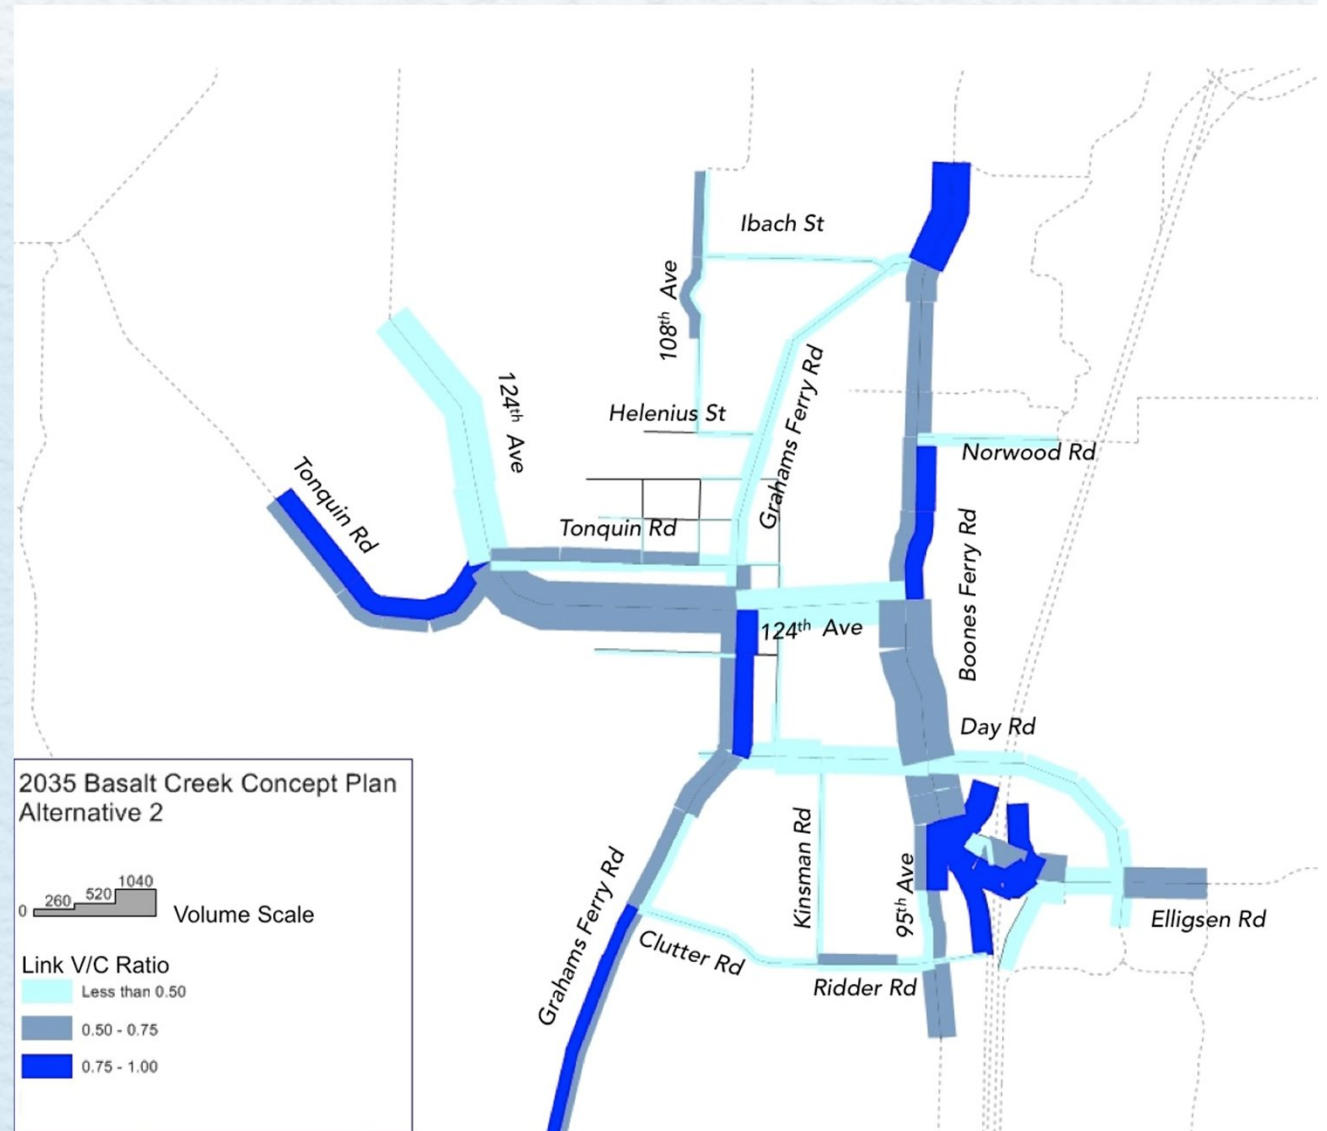 Ibach St
108th Ave
124th Ave
Grahams Ferry Rd
Helenius St
Norwood Rd
Tonquin Rd
Tonquin Rd
Boones Ferry Rd
124th Ave
Day Rd
Kinsman Rd
95th Ave
Grahams Ferry Rd
Clutter Rd
Elligsen Rd
Ridder Rd
2035 Basalt Creek Concept Plan
Alternative 2
0 260 520 1040
Volume Scale
Link V/C Ratio
Less than 0.50
0.50 - 0.75
0.75 - 1.00